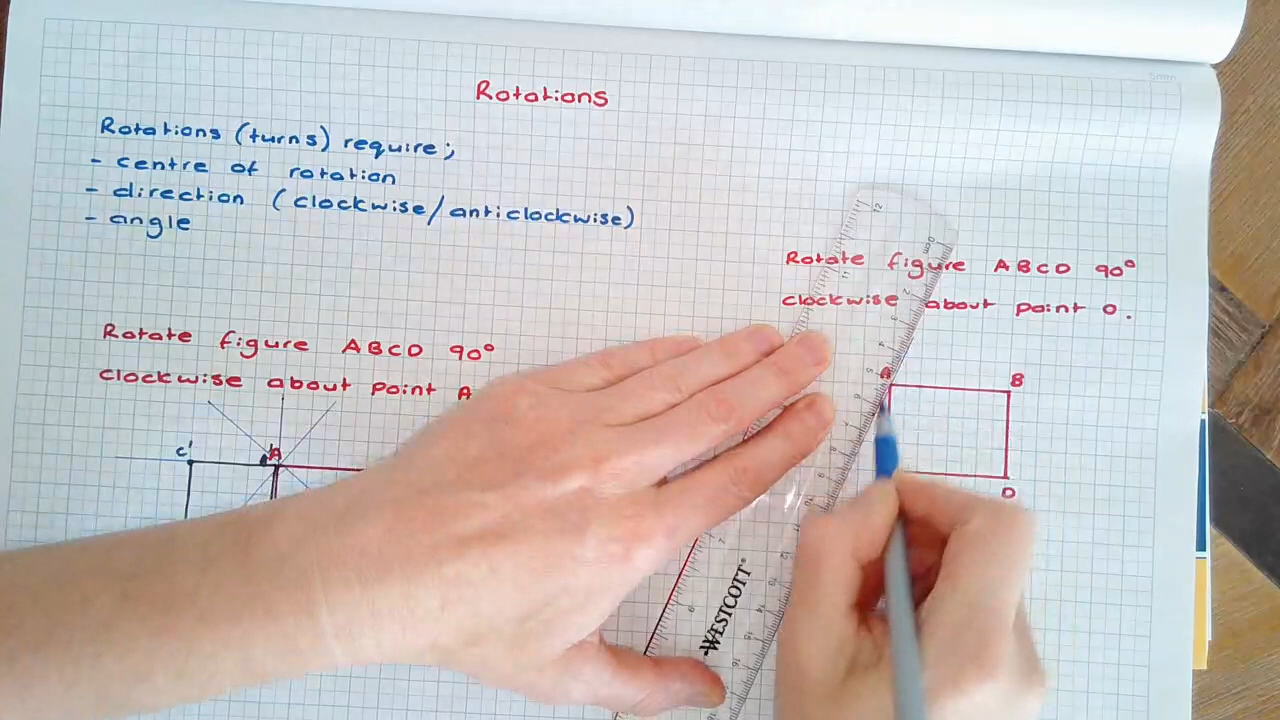 5mm
Rotations
Rotations (turns) require;
- centre of rotation
- direction (clockwise/anticlockwise)
- angle
Rotate figure ABCD 90°
clockwise about point O.
Rotate figure ABCD 90°
clockwise about point A
A B
D
C' A
WESTCOTT